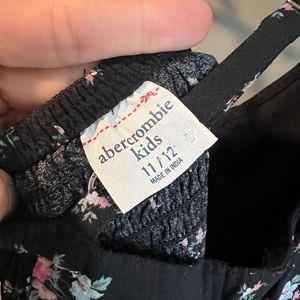 abercrombie
kids
11/12
MADE IN INDIA